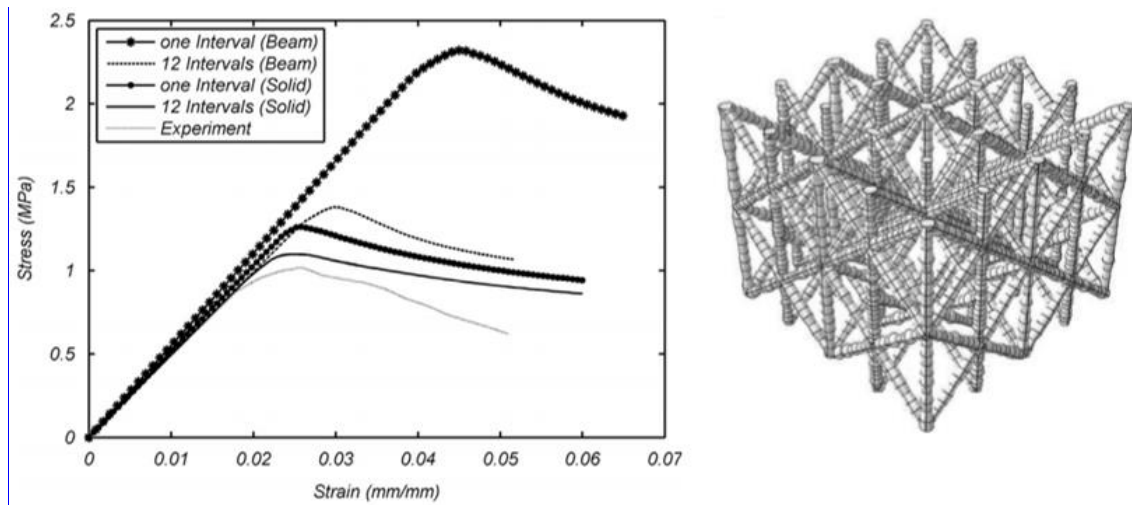 2.5
2
1.5
1
0.5
0
one Interval (Beam)
12 Intervals (Beam)
one Interval (Solid)
12 Intervals (Solid)
Experiment
Stress (MPa)
0 0.01 0.02 0.03 0.04 0.05 0.06 0.07
Strain (mm/mm)